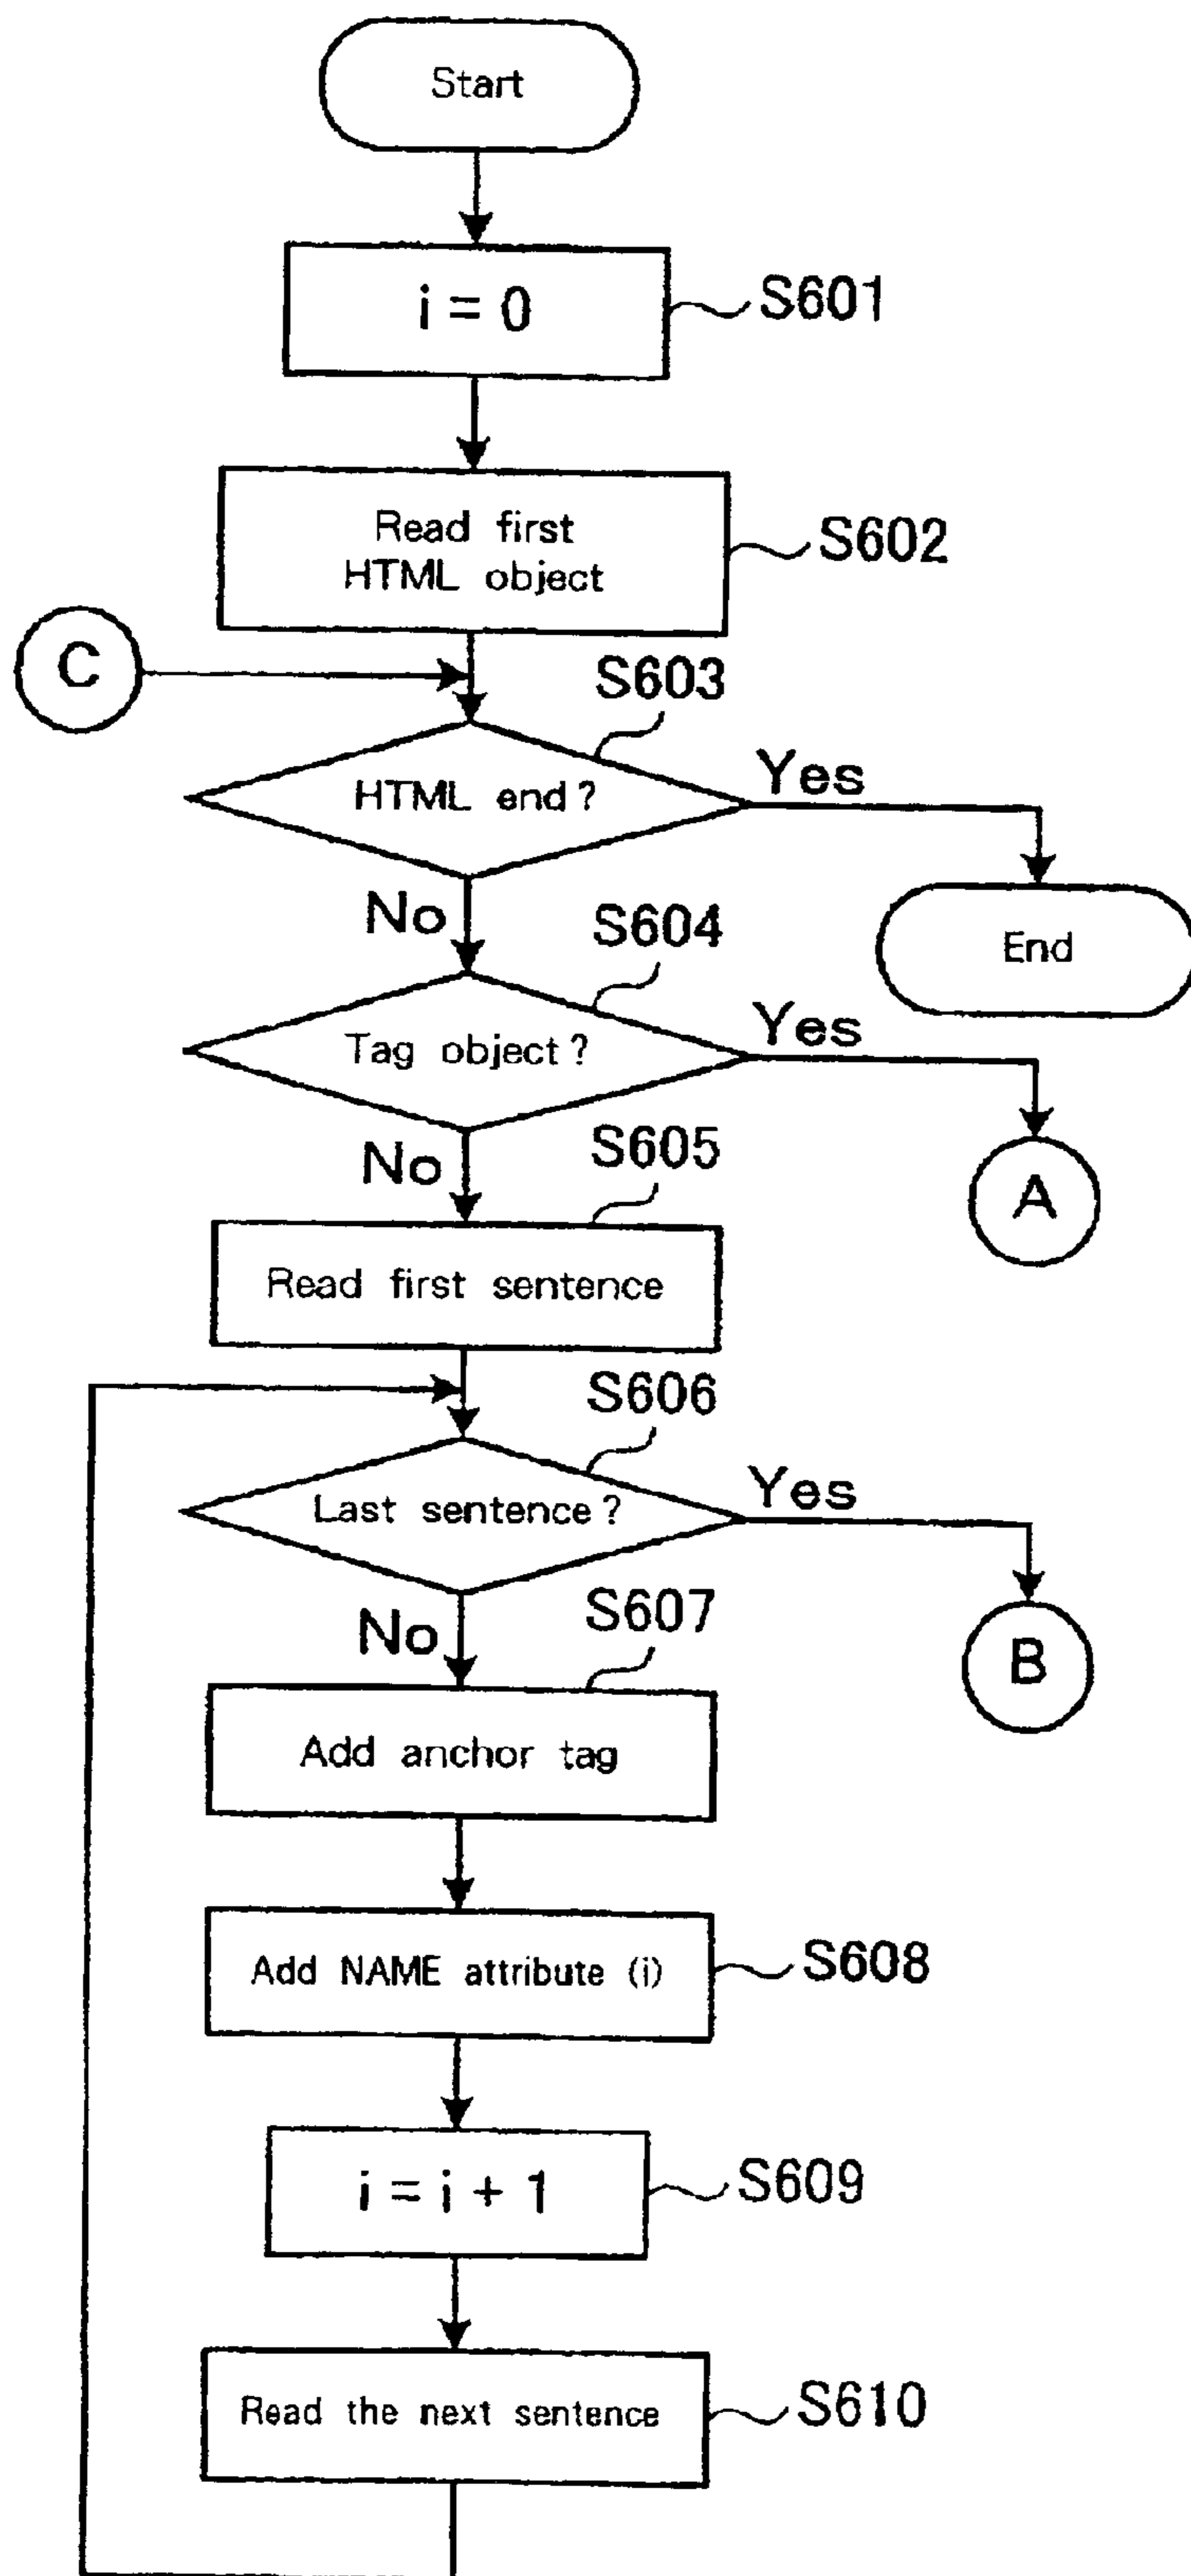 Start
i = 0
S601
Read first
HTML object
S602
C
S603
HTML end?
Yes
No
End
S604
Tag object?
Yes
No
A
S605
Read first sentence
S606
Last sentence?
Yes
No
B
S607
Add anchor tag
Add NAME attribute (i)
S608
i = i + 1
S609
Read the next sentence
S610